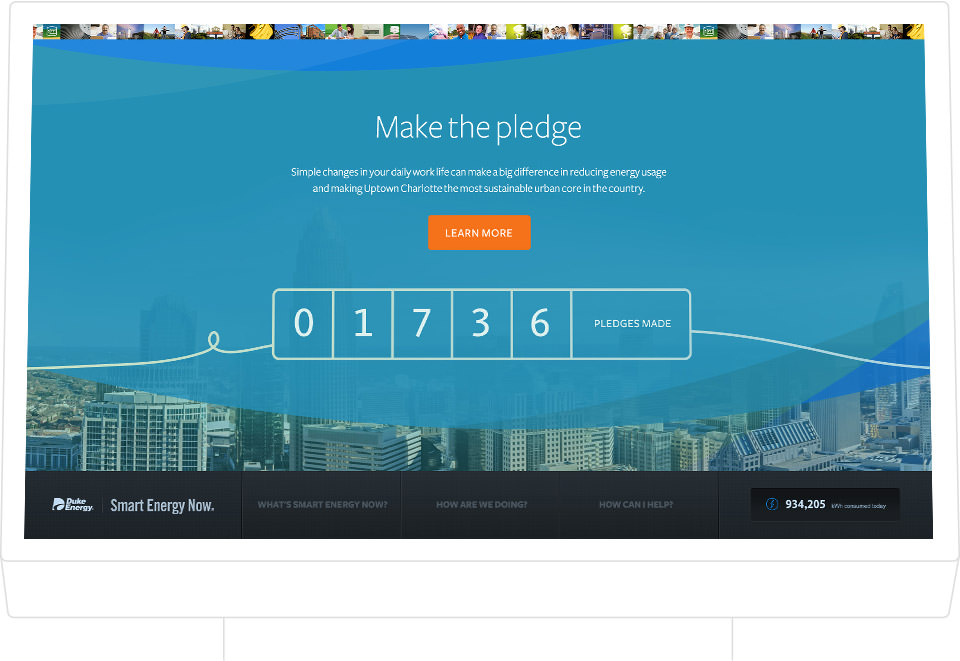 Make the pledge
Simple changes in your daily work life can make a big difference in reducing energy usage
and making Uptown Charlotte the most sustainable urban core in the country.
LEARN MORE
0 1 7 3 6 PLEDGES MADE
Duke
Energy.
Smart Energy Now.
WHAT'S SMART ENERGY NOW?
HOW ARE WE DOING?
HOW CAN I HELP?
934,205 kWh consumed today